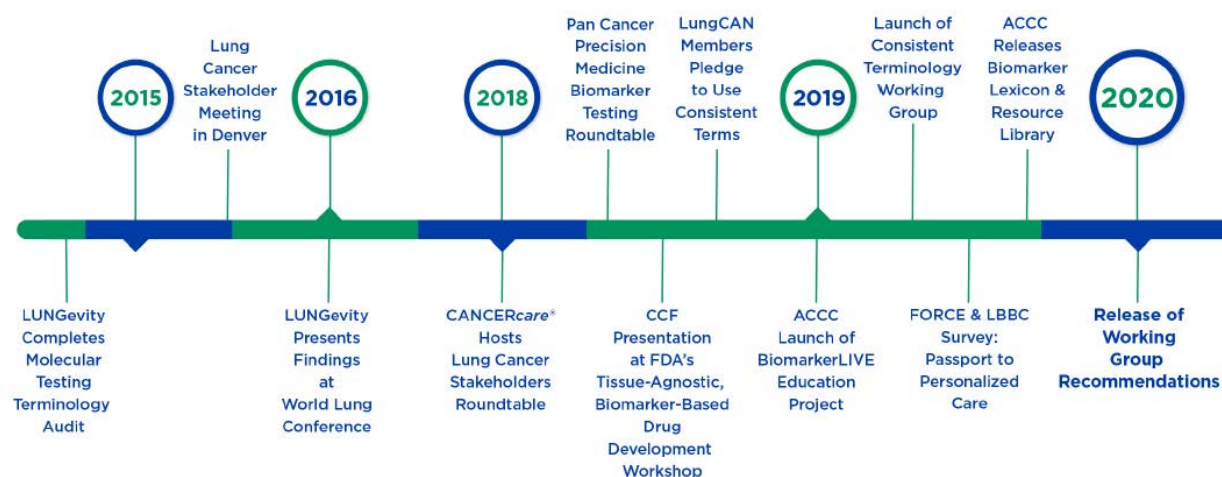 2015
Lung
Cancer
Stakeholder
Meeting
in Denver
2016
2018
Pan Cancer
Precision
Medicine
Biomarker
Testing
Roundtable
LungCAN
Members
Pledge
to Use
Consistent
Terms
2019
Launch of
Consistent
Terminology
Working
Group
ACCC
Releases
Biomarker
Lexicon &
Resource
Library
2020
LUNGevity
Completes
Molecular
Testing
Terminology
Audit
LUNGevity
Presents
Findings
at
World Lung
Conference
CANCERcare®
Hosts
Lung Cancer
Stakeholders
Roundtable
CCF
Presentation
at FDA's
Tissue-Agnostic,
Biomarker-Based
Drug
Development
Workshop
ACCC
Launch of
BiomarkerLIVE
Education
Project
FORCE & LBBC
Survey:
Passport to
Personalized
Care
Release of
Working
Group
Recommendations